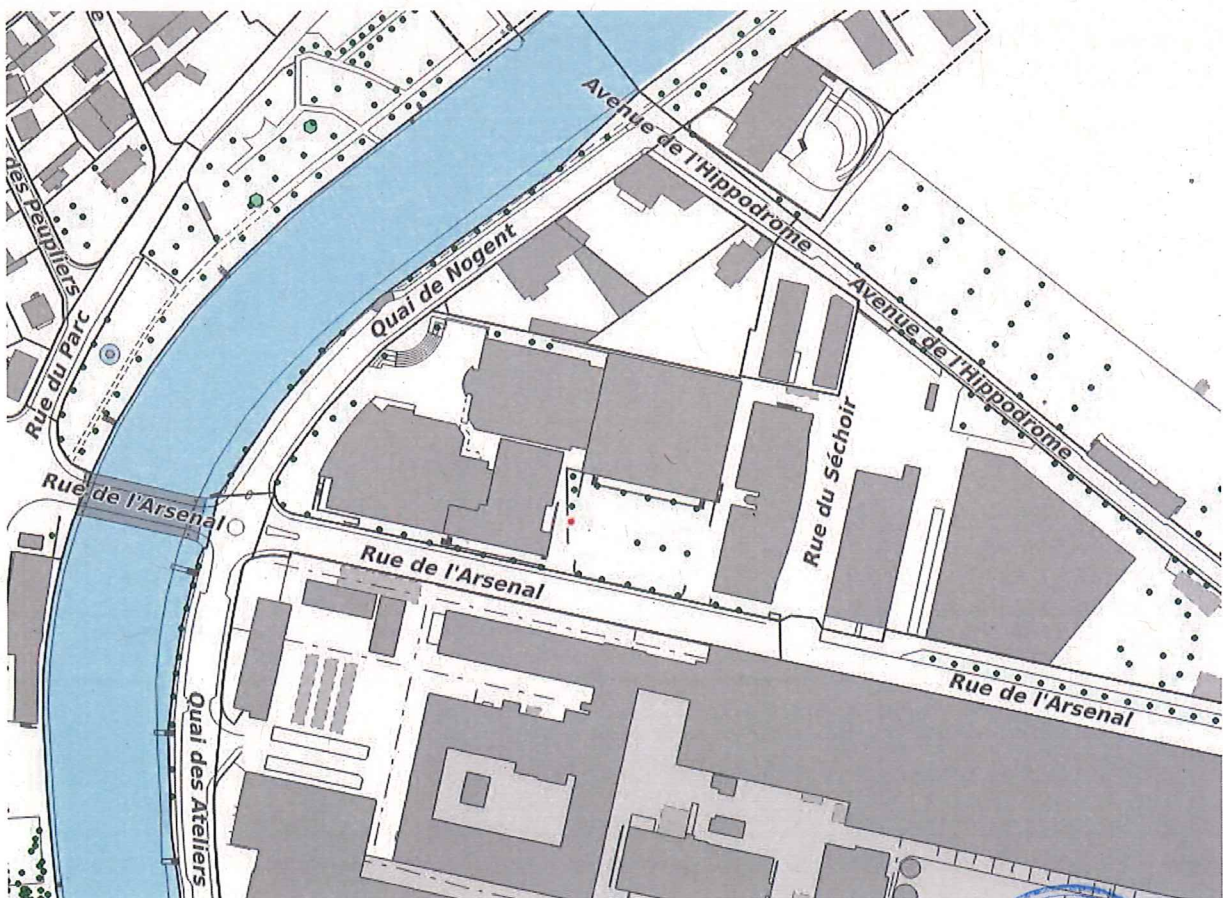 Avenue de l'Hippodrome
des Peupliers
Quai de Nogent
Avenue de l'Hippodrome
Rue du Parc
Rue du Séchoir
Rue de l'Arsenal
Rue de l'Arsenal
Rue de l'Arsenal
Quai des Ateliers